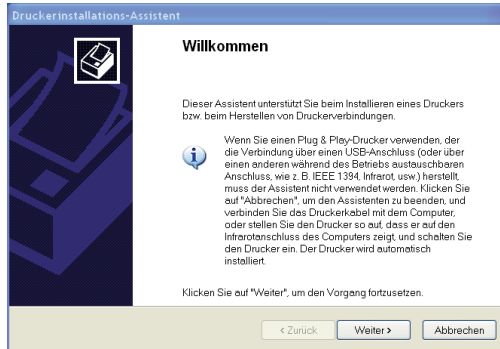 Druckerinstallations-Assistent
Willkommen
Dieser Assistent unterstützt Sie beim Installieren eines Druckers
bzw. beim Herstellen von Druckerverbindungen.
Wenn Sie einen Plug & Play-Drucker verwenden, der
die Verbindung über einen USB-Anschluss (oder über
einen anderen während des Betriebs austauschbaren
Anschluss, wie z. B. IEEE 1394, Infrarot, usw.) herstellt,
muss der Assistent nicht verwendet werden. Klicken Sie
auf "Abbrechen", um den Assistenten zu beenden, und
verbinden Sie das Druckerkabel mit dem Computer,
oder stellen Sie den Drucker so auf, dass er auf den
Infrarotanschluss des Computers zeigt, und schalten Sie
den Drucker ein. Der Drucker wird automatisch
installiert.
Klicken Sie auf "Weiter", um den Vorgang fortzusetzen.
< Zurück Weiter > Abbrechen